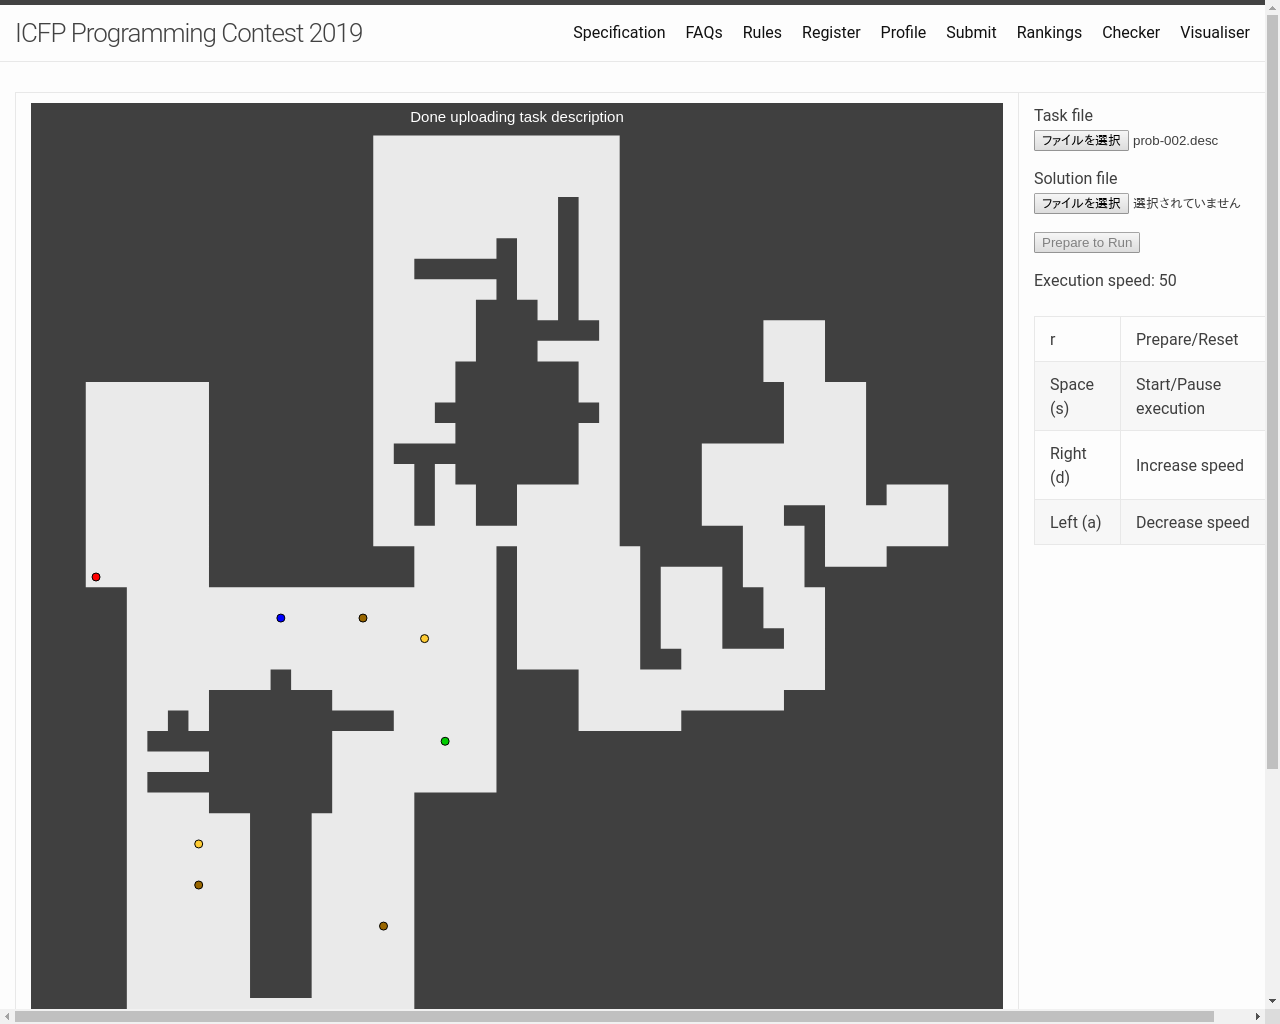 ICFP Programming Contest 2019
Specification FAQs Rules Register Profile Submit Rankings Checker Visualiser
Done uploading task description
Task file
ファイルを選択 prob-002.desc
Solution file
ファイルを選択 選択されていません
Prepare to Run
Execution speed: 50
r Prepare/Reset
Space (s) Start/Pause execution
Right (d) Increase speed
Left (a) Decrease speed